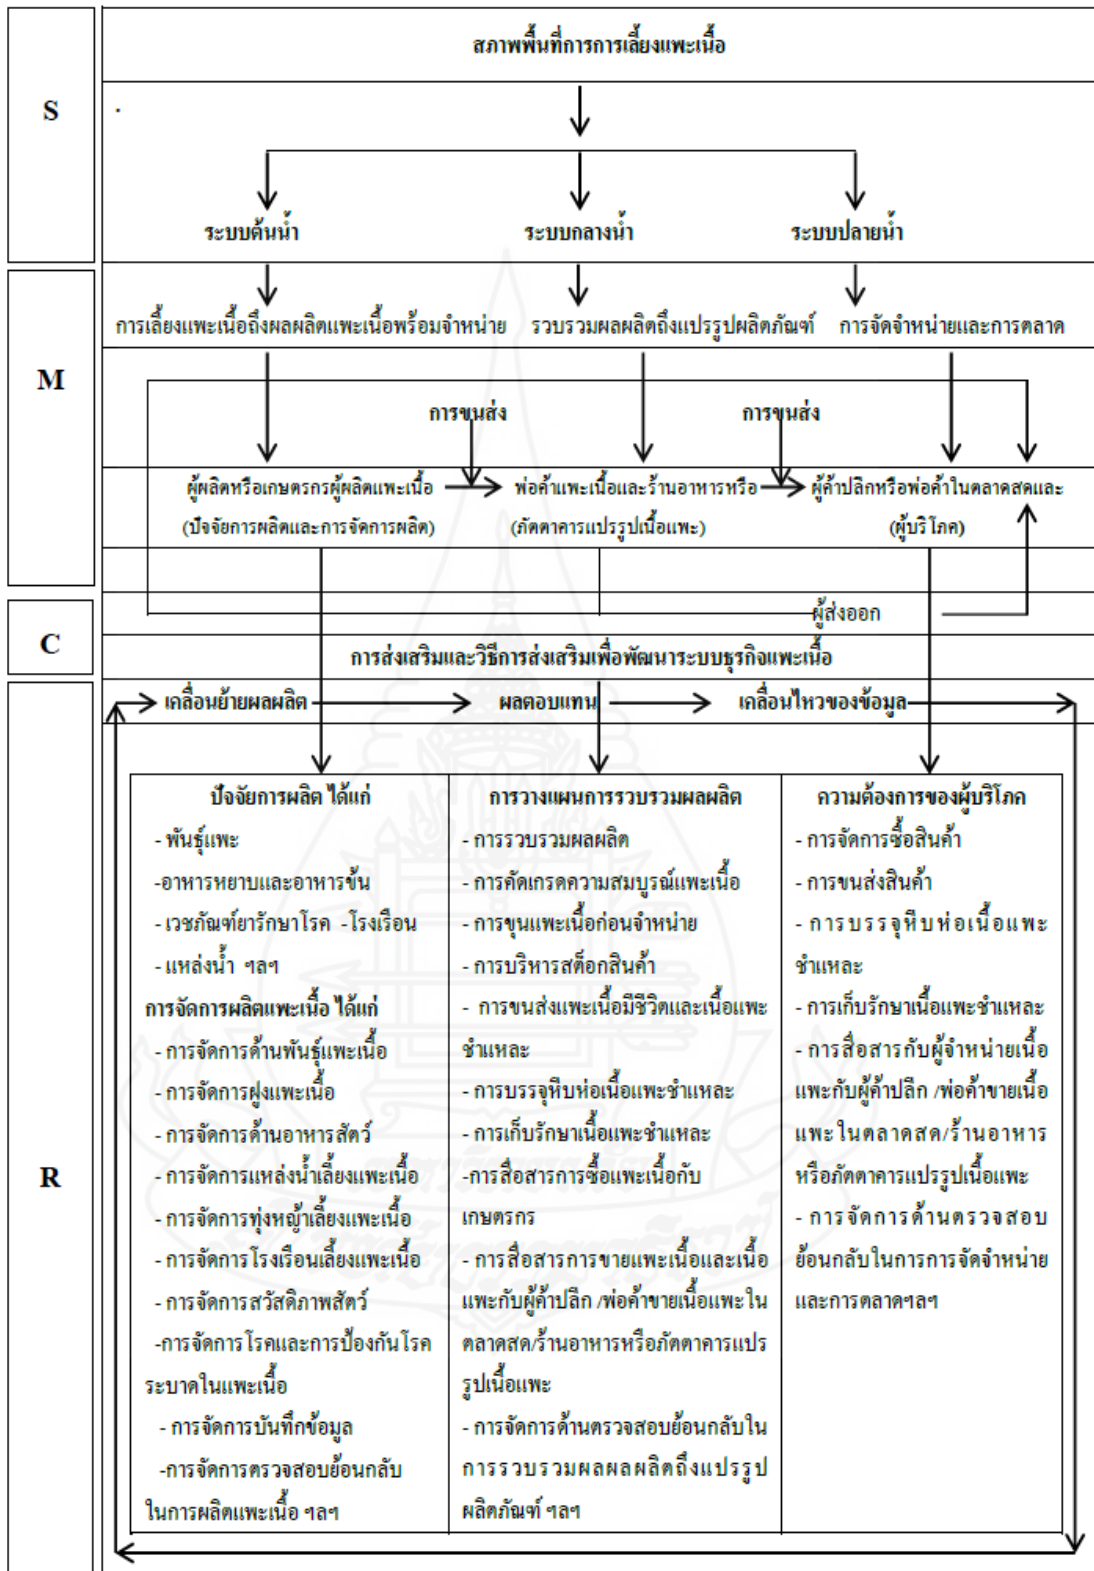 สภาพพื้นที่การการเลี้ยงแพะเนื้อ
S
ระบบต้นน้ำ ระบบกลางน้ำ ระบบปลายน้ำ
การเลี้ยงแพะเนื้อถึงผลผลิตแพะเนื้อพร้อมจำหน่าย รวบรวมผลผลิตถึงแปรรูปผลิตภัณฑ์ การจัดจำหน่ายและการตลาด
M
การขนส่ง การขนส่ง
ผู้ผลิตหรือเกษตรกรผู้ผลิตแพะเนื้อ พ่อค้าแพะเนื้อและร้านอาหารหรือ ผู้ค้าปลีกหรือพ่อค้าในตลาดสดและ
(ปัจจัยการผลิตและการจัดการผลิต) (ภัตตาคารแปรรูปเนื้อแพะ) (ผู้บริโภค)
ผู้ส่งออก
C
การส่งเสริมและวิธีการส่งเสริมเพื่อพัฒนาระบบธุรกิจแพะเนื้อ
เคลื่อนย้ายผลผลิต ผลตอบแทน เคลื่อนไหวของข้อมูล
R
ปัจจัยการผลิต ได้แก่
- พันธุ์แพะ
-อาหารหยาบและอาหารข้น
- เวชภัณฑ์ยารักษาโรค -โรงเรือน
- แหล่งน้ำ ฯลฯ
การจัดการผลิตแพะเนื้อ ได้แก่
- การจัดการด้านพันธุ์แพะเนื้อ
- การจัดการฝูงแพะเนื้อ
- การจัดการด้านอาหารสัตว์
- การจัดการแหล่งน้ำเลี้ยงแพะเนื้อ
- การจัดการทุ่งหญ้าเลี้ยงแพะเนื้อ
- การจัดการโรงเรือนเลี้ยงแพะเนื้อ
- การจัดการสวัสดิภาพสัตว์
-การจัดการโรคและการป้องกันโรค
ระบาดในแพะเนื้อ
- การจัดการบันทึกข้อมูล
-การจัดการตรวจสอบย้อนกลับ
ในการผลิตแพะเนื้อ ฯลฯ
การวางแผนการรวบรวมผลผลิต
- การรวบรวมผลผลิต
- การคัดเกรดความสมบูรณ์แพะเนื้อ
- การขุนแพะเนื้อก่อนจำหน่าย
- การบริหารสต็อกสินค้า
- การขนส่งแพะเนื้อมีชีวิตและเนื้อแพะ
ชำแหละ
- การบรรจุหีบห่อเนื้อแพะชำแหละ
- การเก็บรักษาเนื้อแพะชำแหละ
-การสื่อสารการซื้อแพะเนื้อกับ
เกษตรกร
- การสื่อสารการขายแพะเนื้อและเนื้อ
แพะกับผู้ค้าปลีก /พ่อค้าขายเนื้อแพะใน
ตลาดสด/ร้านอาหารหรือภัตตาคารแปร
รูปเนื้อแพะ
- การจัดการด้านตรวจสอบย้อนกลับใน
การรวบรวมผลผลผลิตถึงแปรรูป
ผลิตภัณฑ์ ฯลฯ
ความต้องการของผู้บริโภค
- การจัดการซื้อสินค้า
- การขนส่งสินค้า
- การบรรจุหีบห่อเนื้อแพะ
ชำแหละ
- การเก็บรักษาเนื้อแพะชำแหละ
- การสื่อสารกับผู้จำหน่ายเนื้อ
แพะกับผู้ค้าปลีก /พ่อค้าขายเนื้อ
แพะในตลาดสด/ร้านอาหาร
หรือภัตตาคารแปรรูปเนื้อแพะ
- การจัดการด้านตรวจสอบ
ย้อนกลับในการการจัดจำหน่าย
และการตลาดฯลฯ